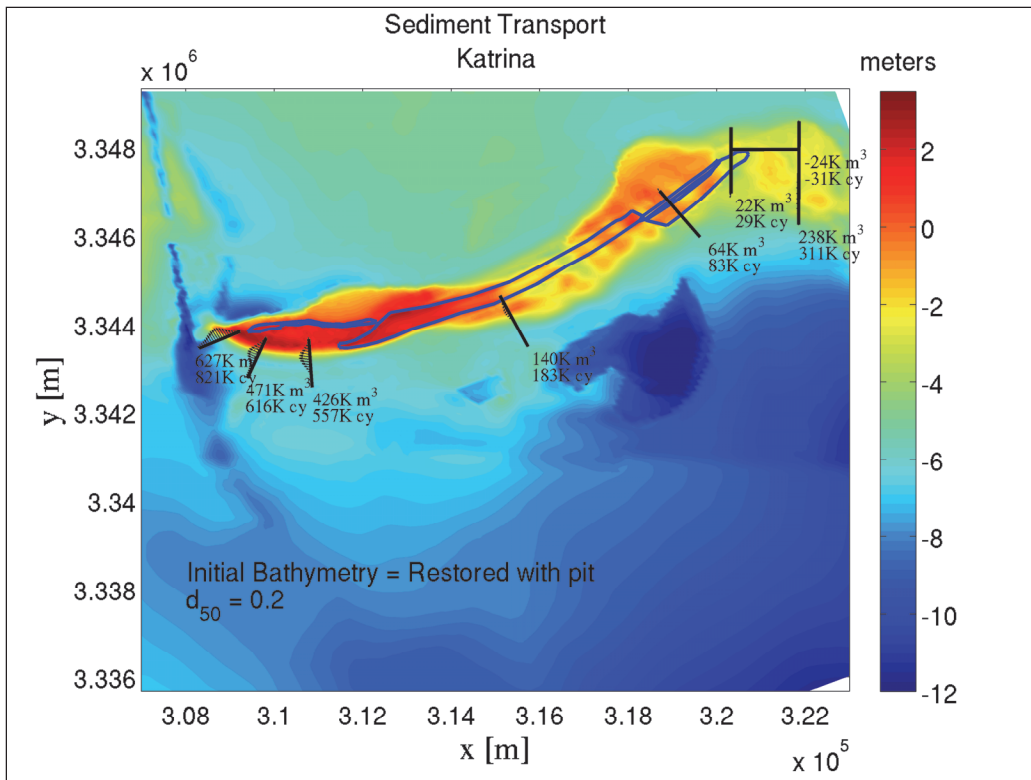 Sediment Transport
Katrina
x 10^6
meters
3.348
3.346
3.344
3.342
3.34
3.338
3.336
y [m]
-24K m^3
-31K cy
22K m^3
29K cy
238K m^3
311K cy
64K m^3
83K cy
140K m^3
183K cy
627K m
821K cy
471K m^3
616K cy
426K m^3
557K cy
Initial Bathymetry = Restored with pit
d_50 = 0.2
2
0
-2
-4
-6
-8
-10
-12
3.08
3.1
3.12
3.14
3.16
3.18
3.2
3.22
x [m]
x 10^5